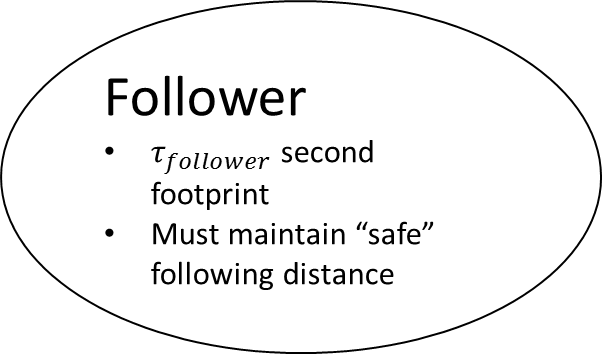 Follower
• τ_follower second
footprint
• Must maintain “safe”
following distance